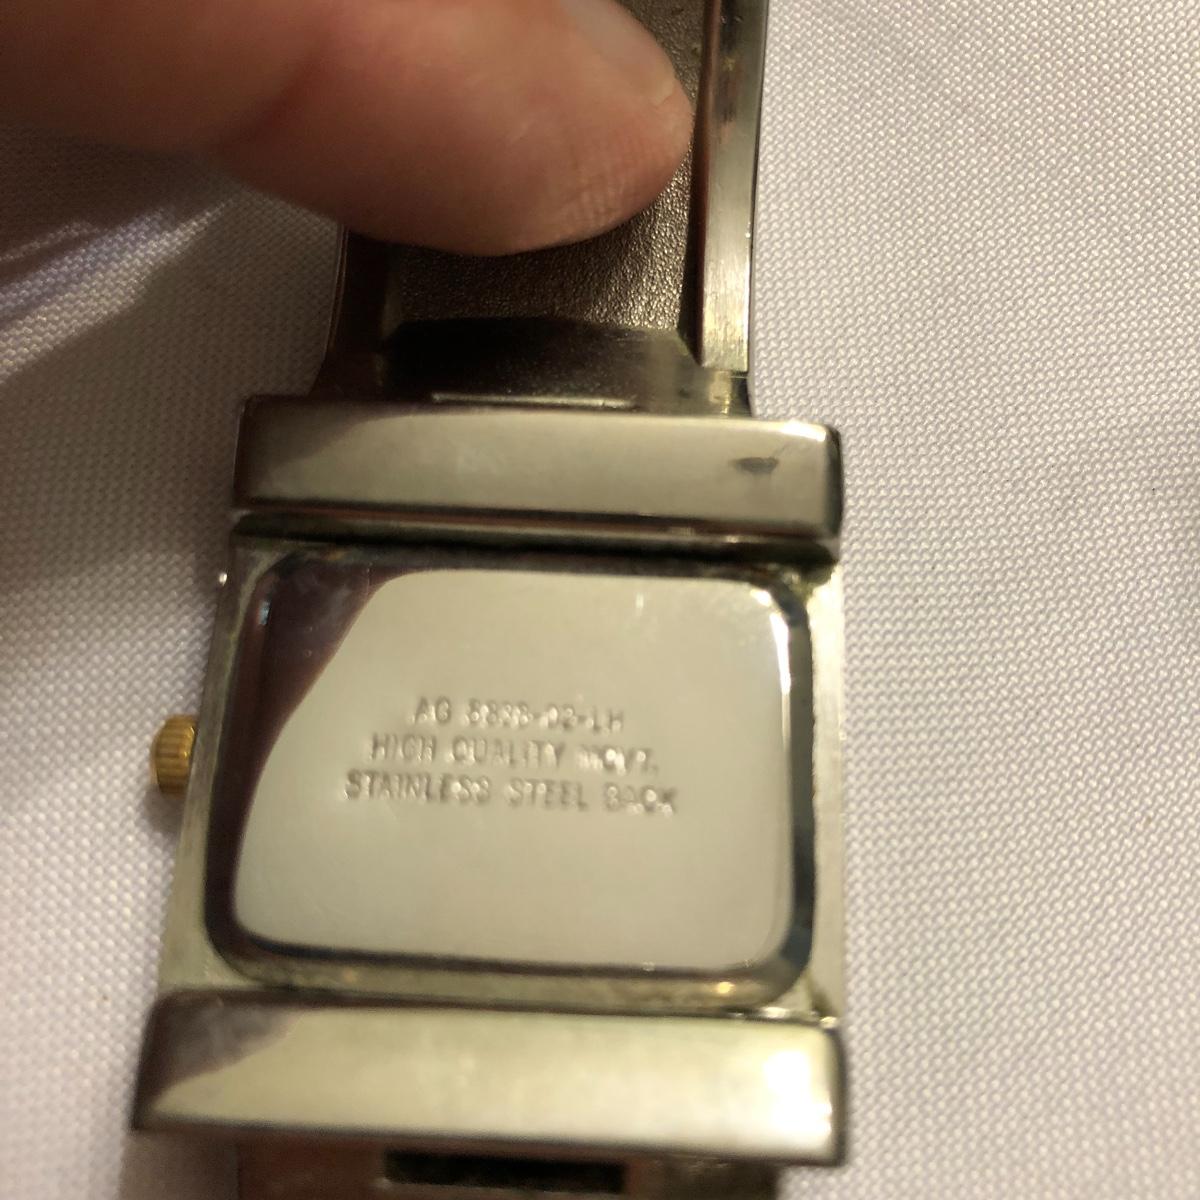 AG
HIGH QUALITY MOVT.
STAINLESS STEEL BACK